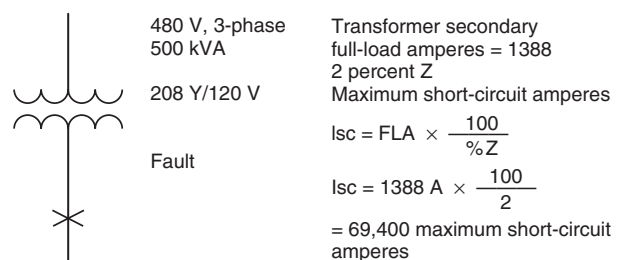 480 V, 3-phase
500 kVA
208 Y/120 V
Fault
Transformer secondary
full-load amperes = 1388
2 percent Z
Maximum short-circuit amperes
Isc = FLA × 100 / %Z
Isc = 1388 A × 100 / 2
= 69,400 maximum short-circuit
amperes